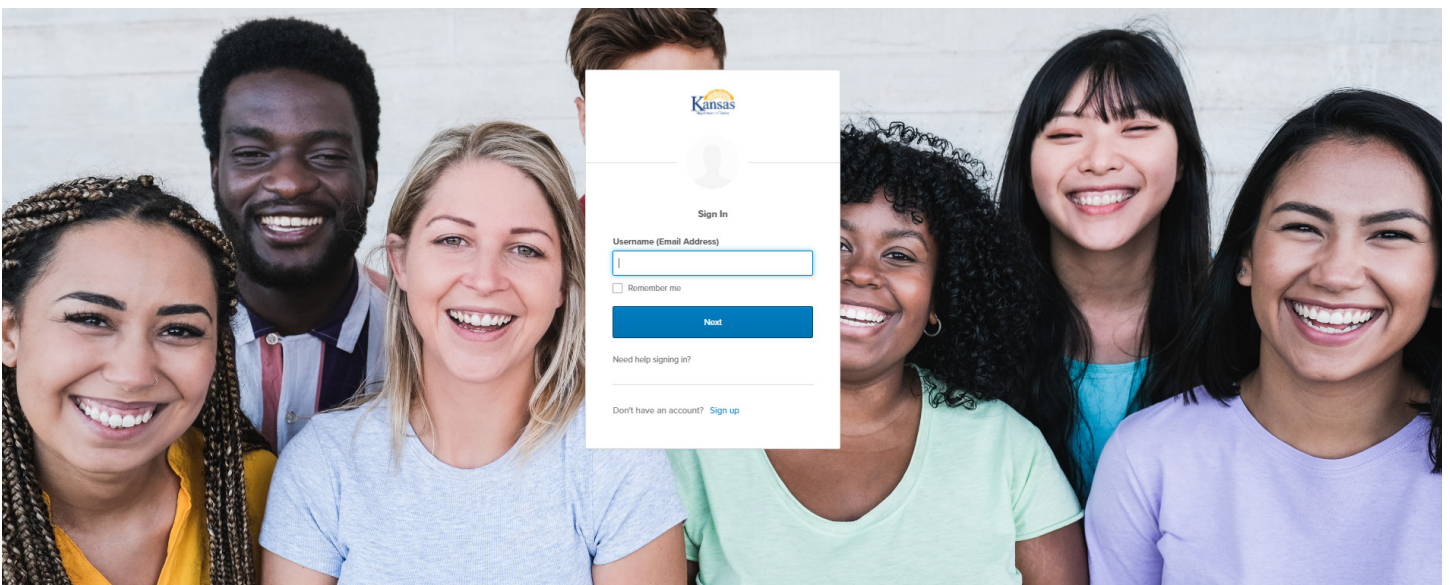 Kansas
Sign In
Username (Email Address)
Remember me
Next
Need help signing in?
Don't have an account? Sign up